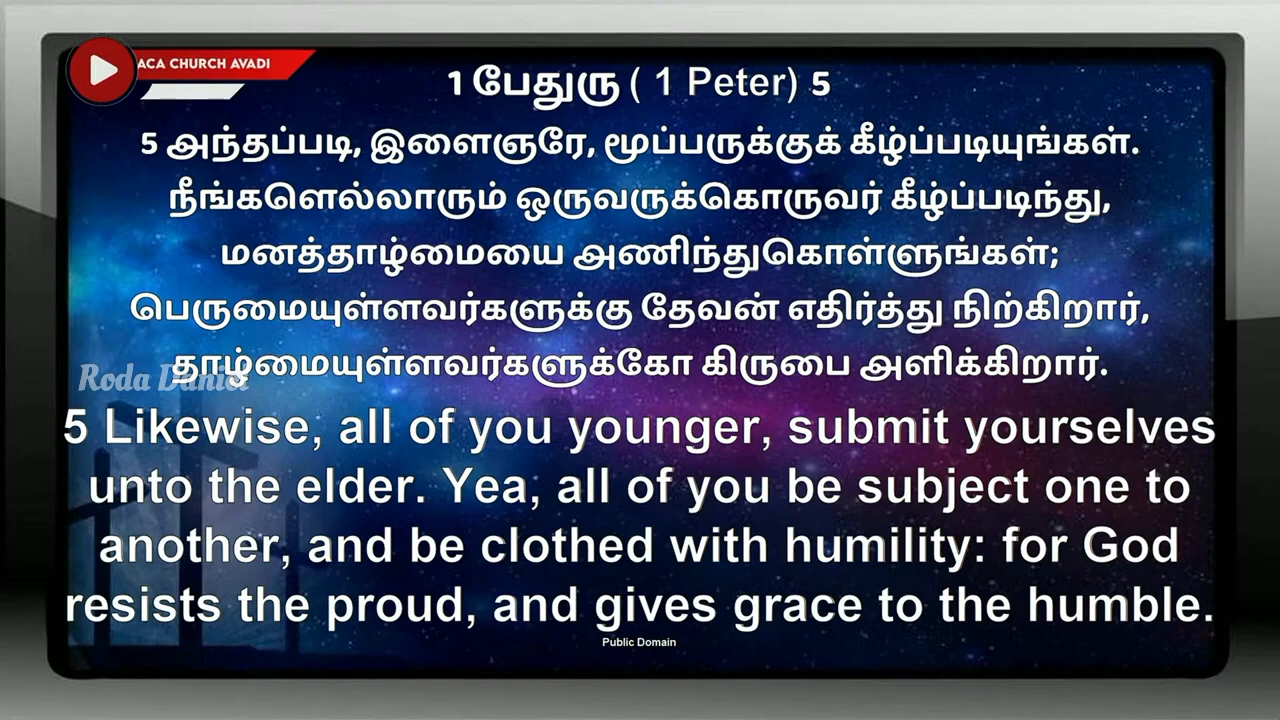 ACA CHURCH AVADI
1 பேதுரு ( 1 Peter) 5
5 அந்தப்படி, இளைஞரே, மூப்பருக்குக் கீழ்ப்படியுங்கள்.
நீங்களெல்லாரும் ஒருவருக்கொருவர் கீழ்ப்படிந்து,
மனத்தாழ்மையை அணிந்துகொள்ளுங்கள்;
பெருமையுள்ளவர்களுக்கு தேவன் எதிர்த்து நிற்கிறார்,
தாழ்மையுள்ளவர்களுக்கோ கிருபை அளிக்கிறார்.
Roda Daniel
5 Likewise, all of you younger, submit yourselves
unto the elder. Yea, all of you be subject one to
another, and be clothed with humility: for God
resists the proud, and gives grace to the humble.
Public Domain